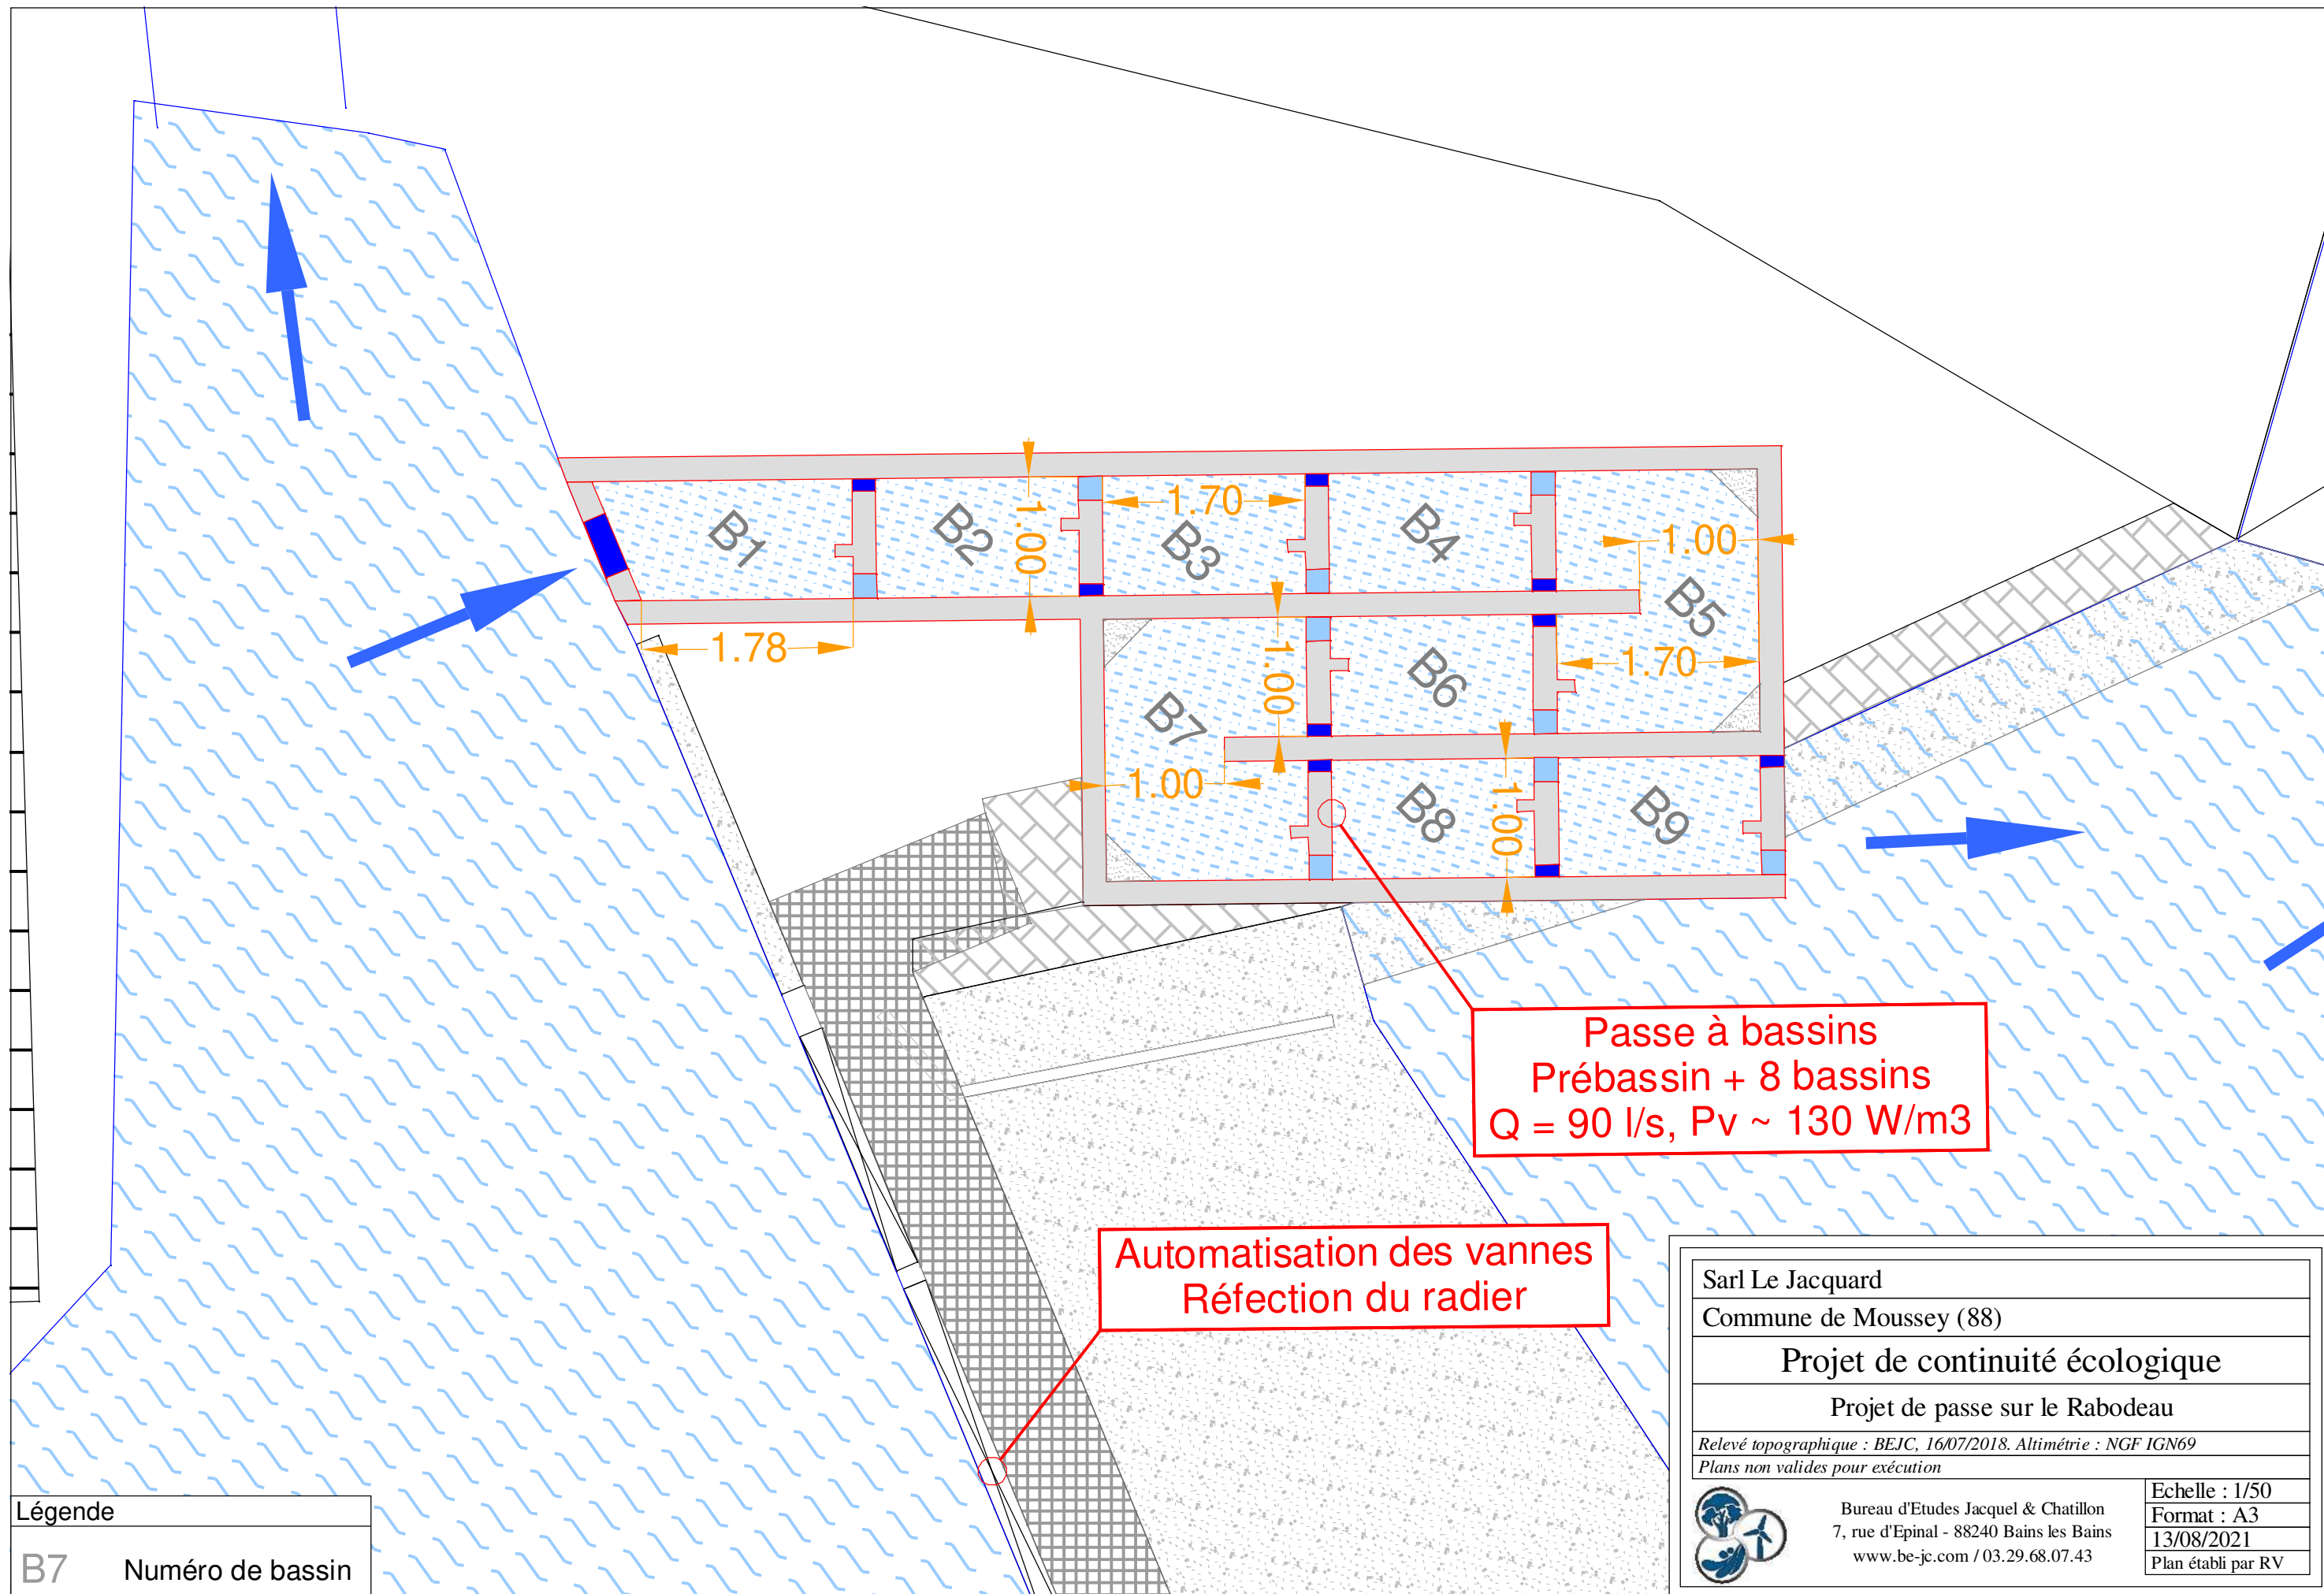 B1
B2
1.00
1.70
B3
B4
1.00
B5
1.78
1.70
1.00
B6
B7
1.00
B8
1.00
B9
Passe à bassins
Prébassin + 8 bassins
Q = 90 l/s, Pv ~ 130 W/m3
Automatisation des vannes
Réfection du radier
Sarl Le Jacquard
Commune de Moussey (88)
Projet de continuité écologique
Projet de passe sur le Rabodeau
Relevé topographique : BEJC, 16/07/2018. Altimétrie : NGF IGN69
Plans non valides pour exécution
Bureau d'Etudes Jacquel & Chatillon
7, rue d'Epinal - 88240 Bains les Bains
www.be-jc.com / 03.29.68.07.43
Echelle : 1/50
Format : A3
13/08/2021
Plan établi par RV
Légende
B7 Numéro de bassin